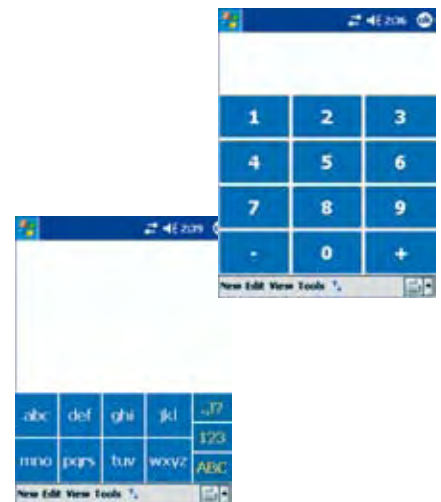 2:06 ok
1 2 3
4 5 6
7 8 9
- 0 +
New Edit View Tools
2:09
abc def ghi jkl .,!?
123
mno pqrs tuv wxyz ABC
New Edit View Tools